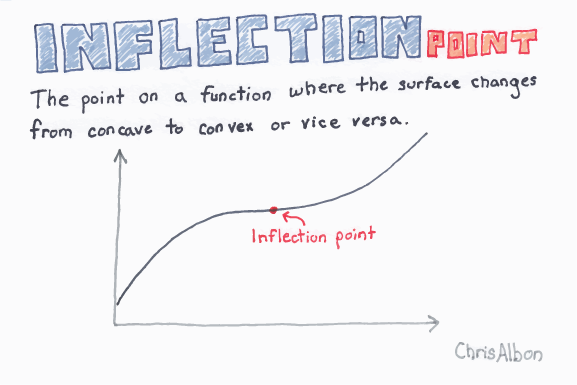 INFLECTION POINT
The point on a function where the surface changes
from concave to convex or vice versa.
Inflection point
ChrisAlbon